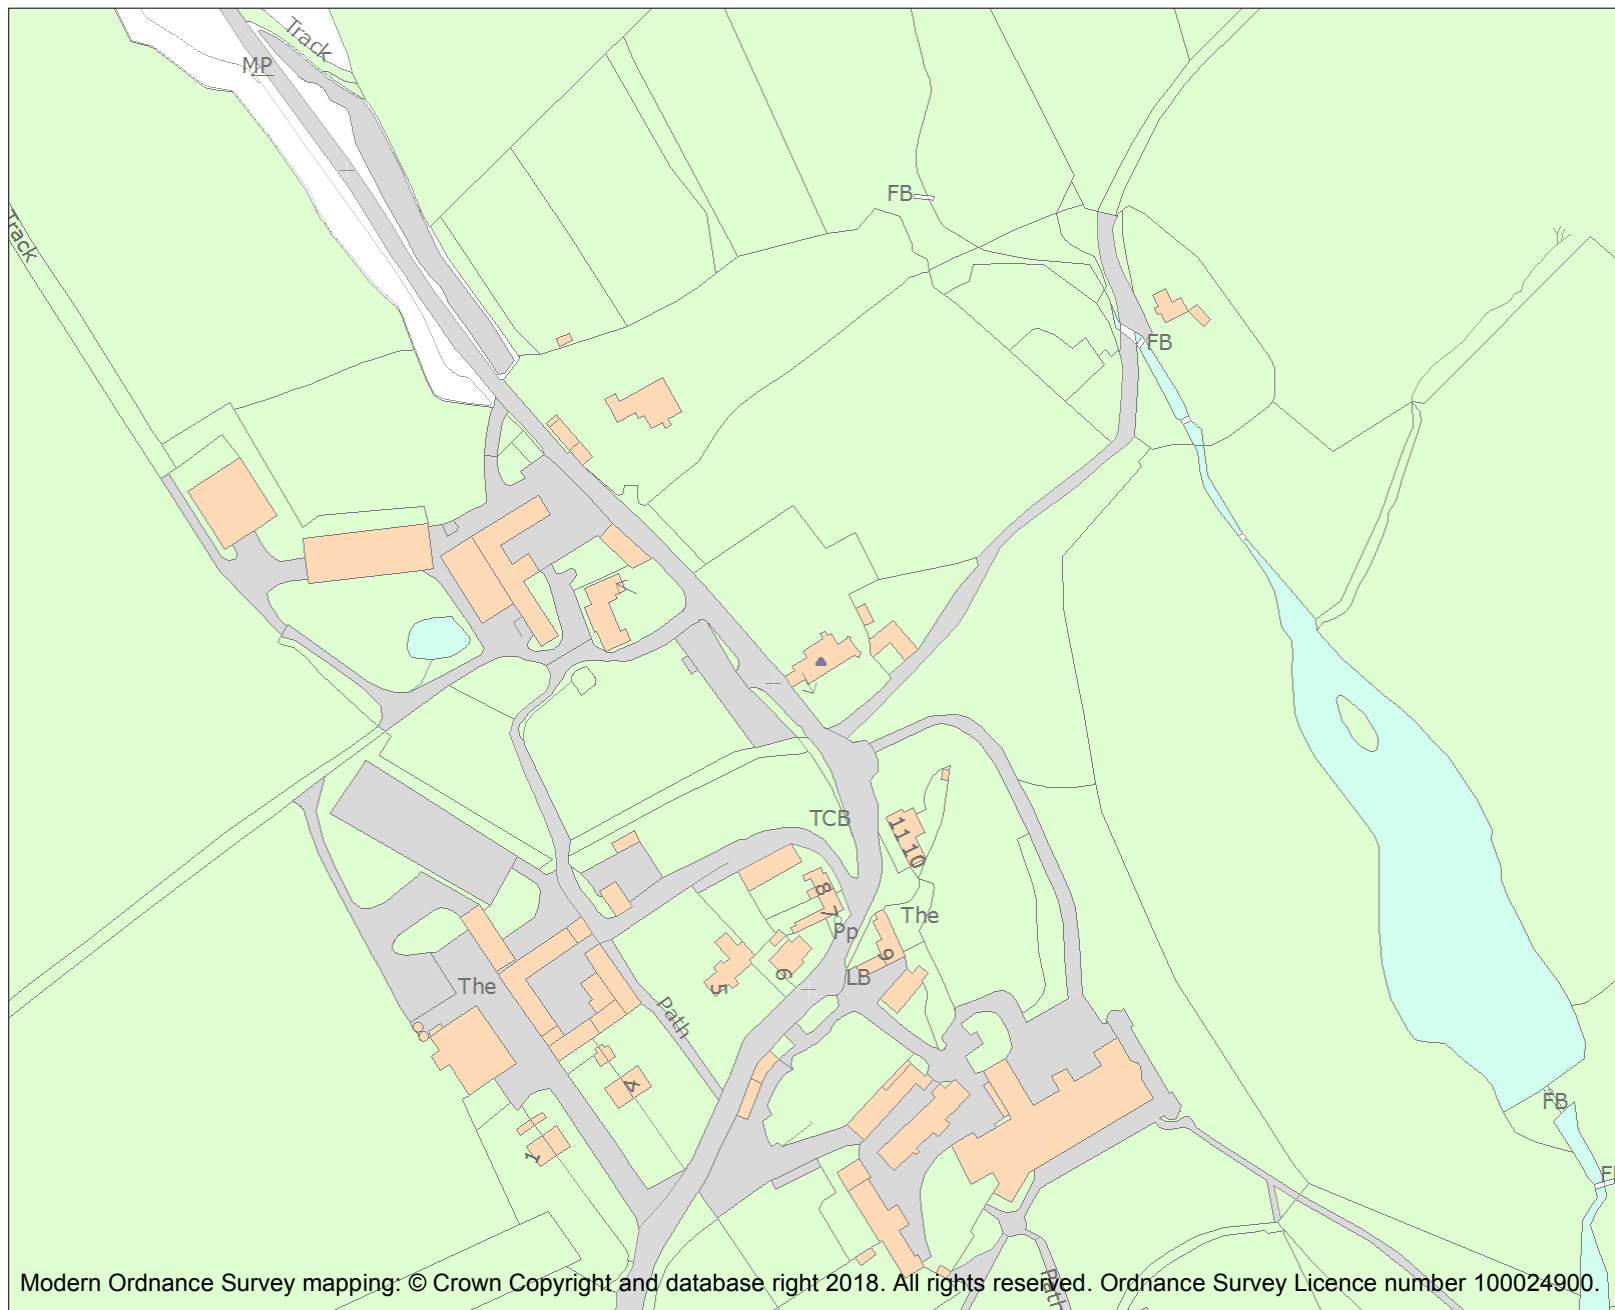 Track
MP
FB
Track
FB
TCB
11
10
8
7
The
Pp
9
6
LB
5
The
Path
4
FB
1
Path
Modern Ordnance Survey mapping: © Crown Copyright and database right 2018. All rights reserved. Ordnance Survey Licence number 100024900.